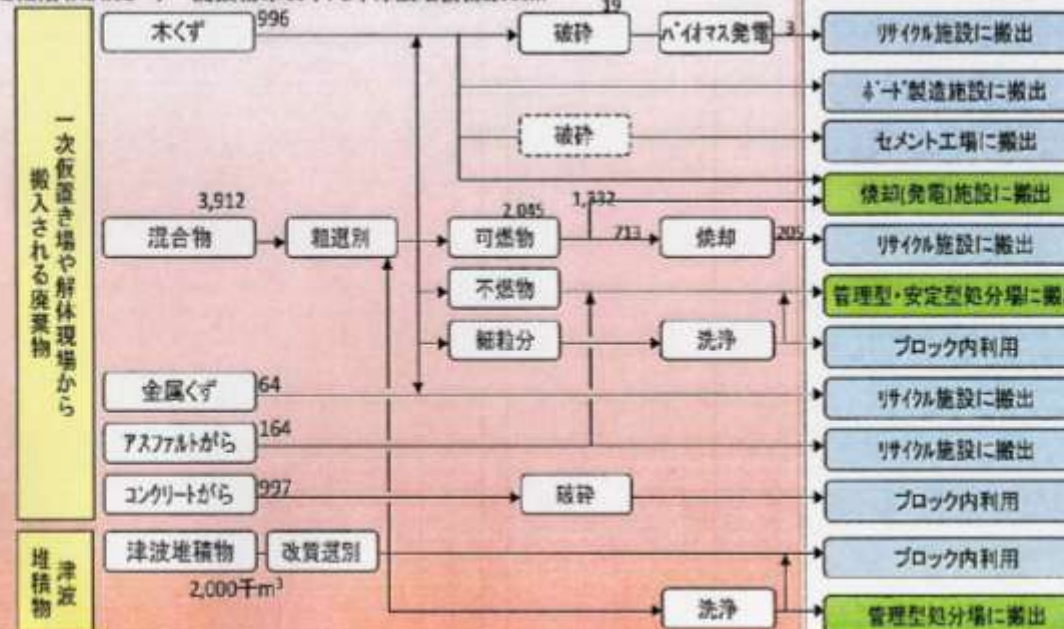 一次仮置き場や解体現場から
搬入される廃棄物
木くず
996
破砕
19
バイオマス発電
3
リサイクル施設に搬出
ボード製造施設に搬出
破砕
セメント工場に搬出
焼却(発電)施設に搬出
3,912
混合物
粗選別
2,045
可燃物
1,332
713
焼却
205
リサイクル施設に搬出
不燃物
管理型・安定型処分場に搬
細粒分
洗浄
ブロック内利用
金属くず
64
リサイクル施設に搬出
アスファルトがら
164
リサイクル施設に搬出
コンクリートがら
997
破砕
ブロック内利用
津波
堆積物
津波堆積物
改質選別
2,000千m³
ブロック内利用
洗浄
管理型処分場に搬出